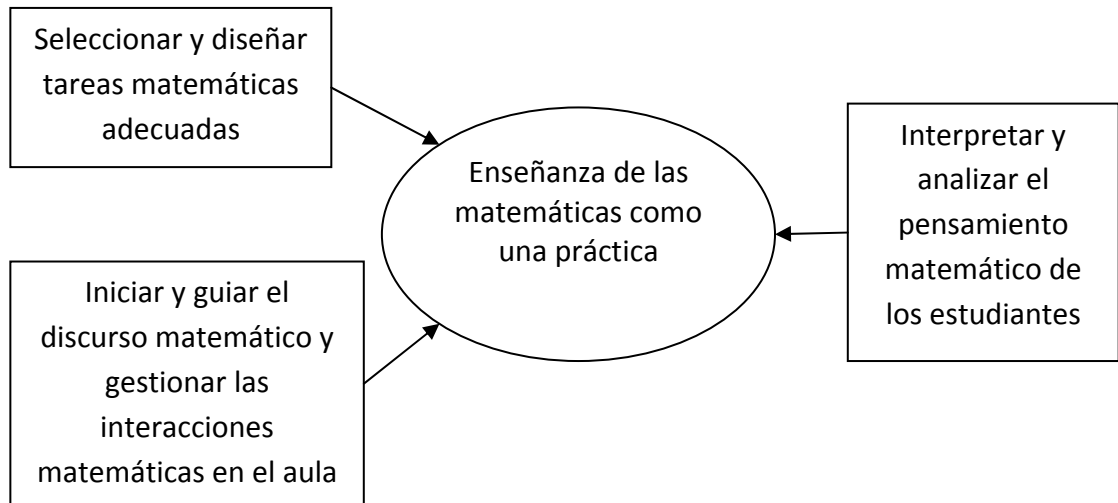 Seleccionar y diseñar
tareas matemáticas
adecuadas
Enseñanza de las
matemáticas como
una práctica
Interpretar y
analizar el
pensamiento
matemático de
los estudiantes
Iniciar y guiar el
discurso matemático y
gestionar las
interacciones
matemáticas en el aula